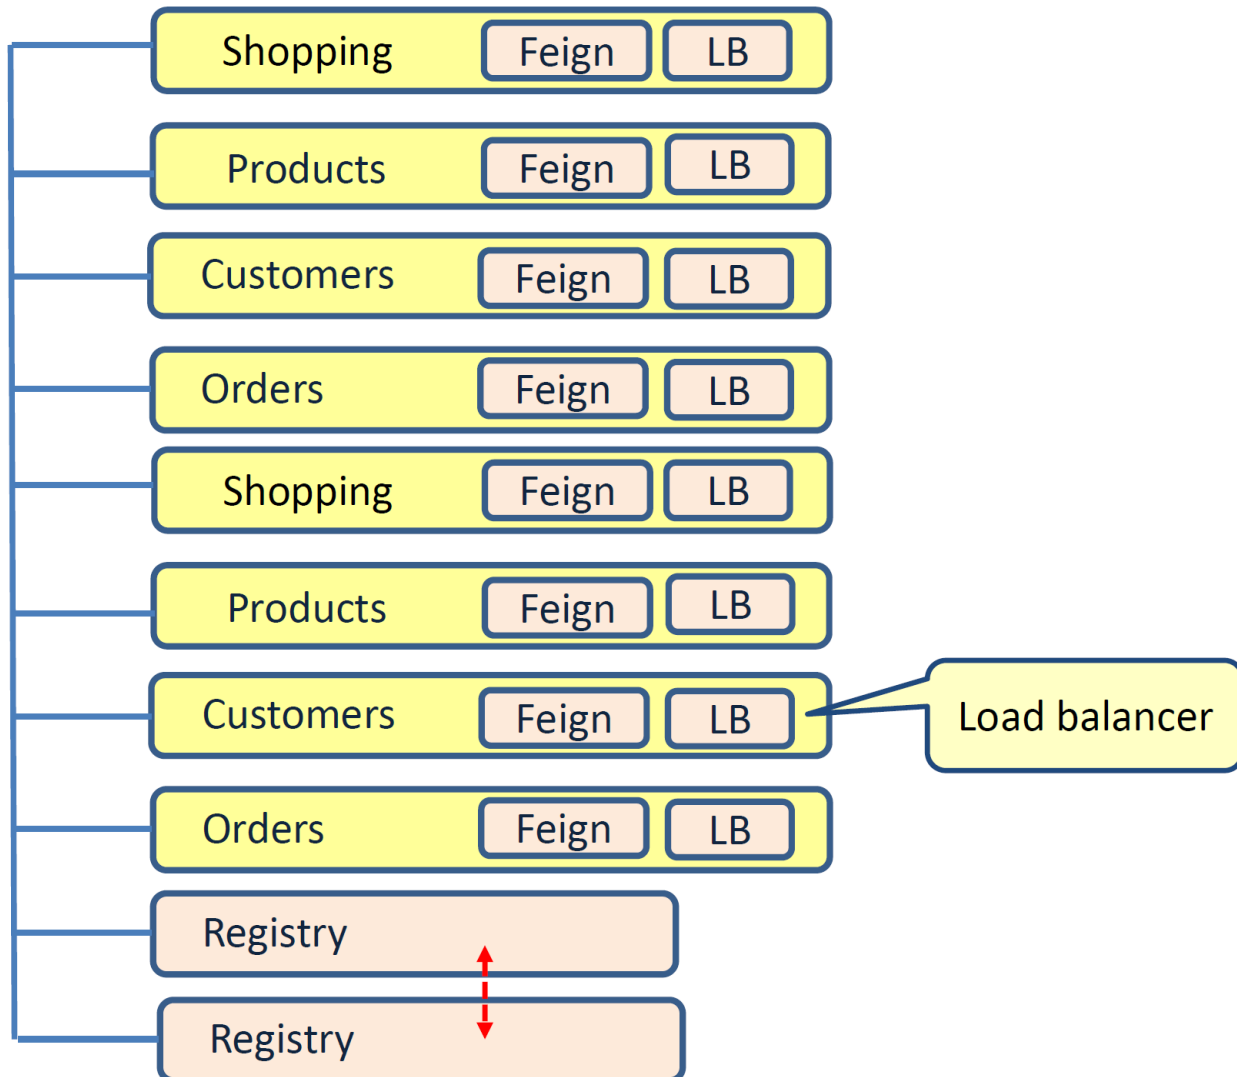 Shopping Feign LB
Products Feign LB
Customers Feign LB
Orders Feign LB
Shopping Feign LB
Products Feign LB
Customers Feign LB
Load balancer
Orders Feign LB
Registry
Registry